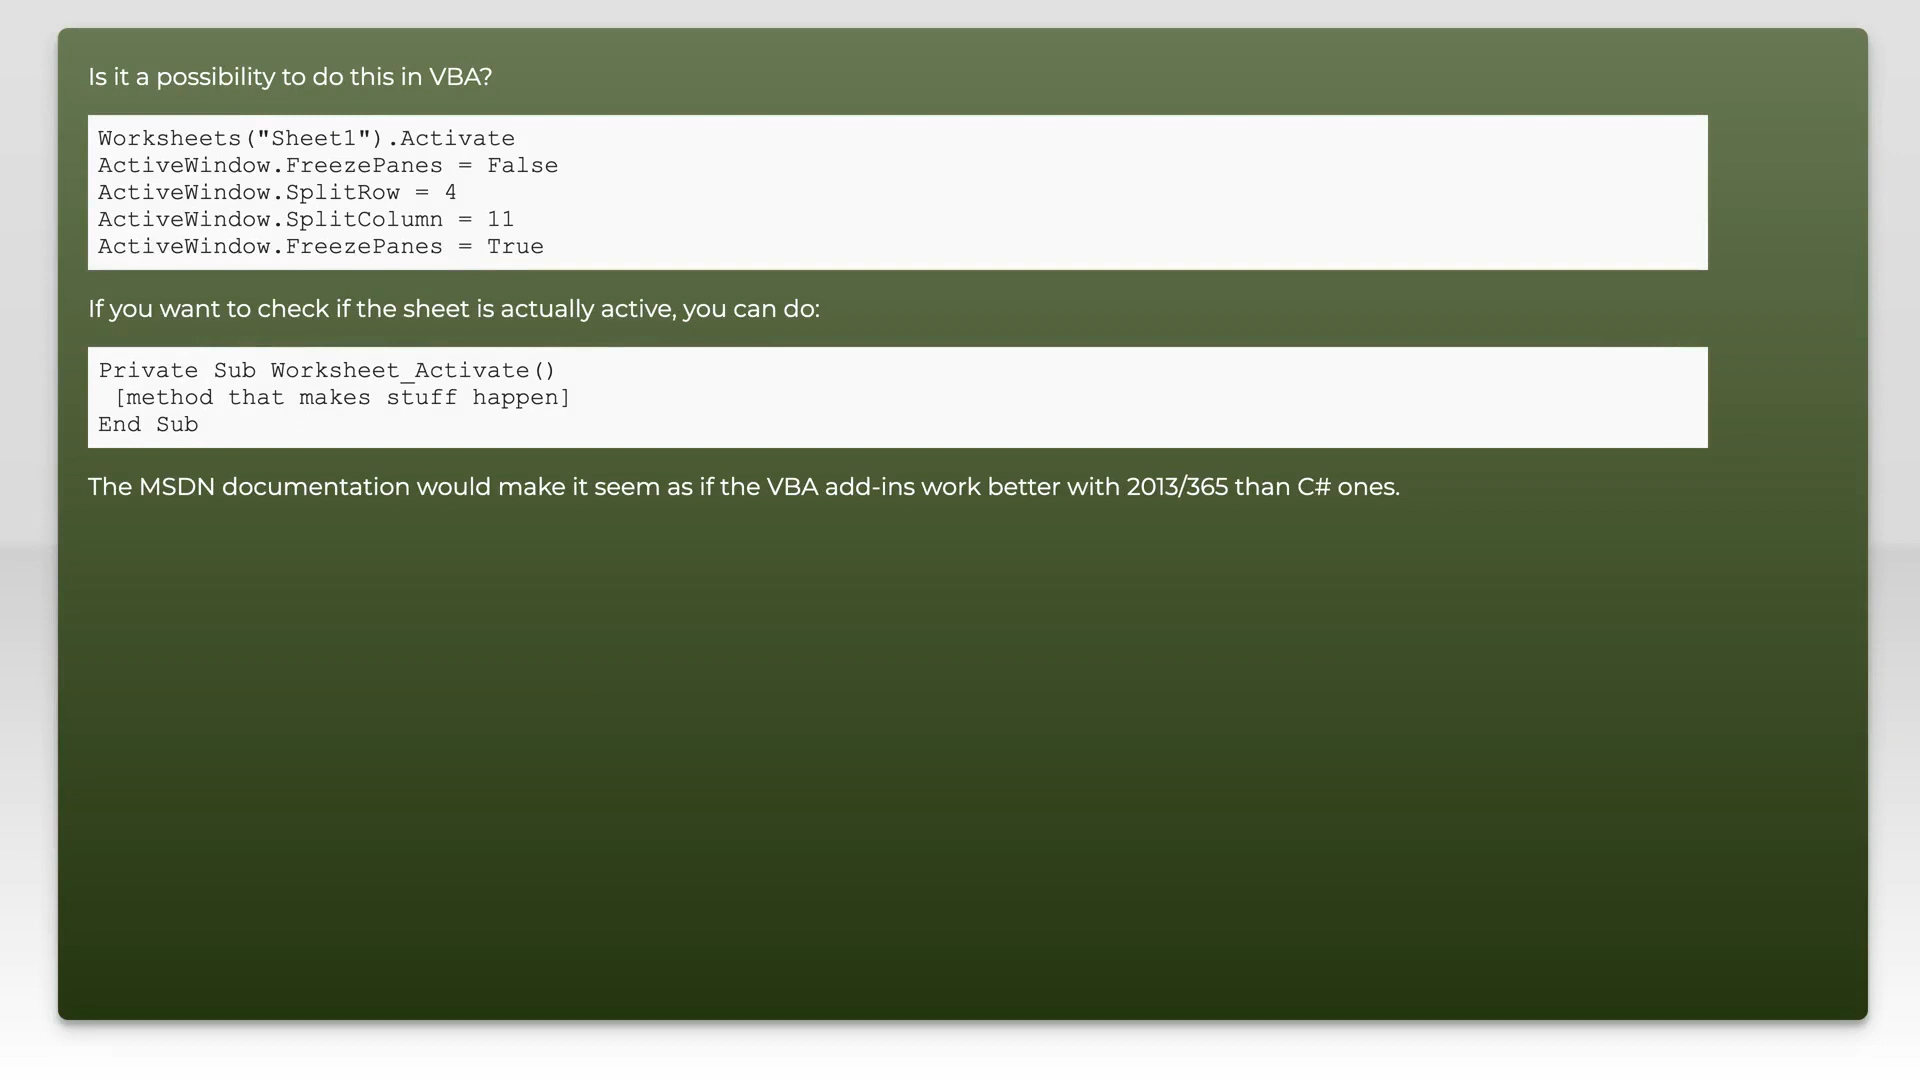 Is it a possibility to do this in VBA?
Worksheets("Sheet1").Activate
ActiveWindow.FreezePanes = False
ActiveWindow.SplitRow = 4
ActiveWindow.SplitColumn = 11
ActiveWindow.FreezePanes = True
If you want to check if the sheet is actually active, you can do:
Private Sub Worksheet_Activate()
 [method that makes stuff happen]
End Sub
The MSDN documentation would make it seem as if the VBA add-ins work better with 2013/365 than C# ones.